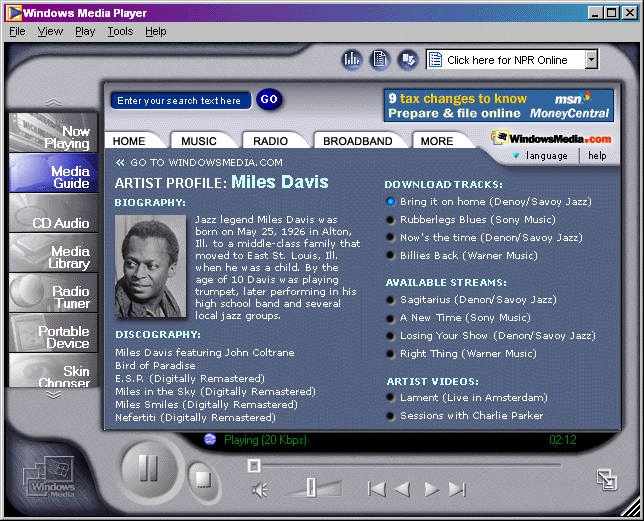 Windows Media Player
File View Play Tools Help
Click here for NPR Online
Enter your search text here GO
9 tax changes to know
Prepare & file online
msn
MoneyCentral
HOME MUSIC RADIO BROADBAND MORE
WindowsMedia.com
language help
Now
Playing
Media
Guide
CD Audio
Media
Library
Radio
Tuner
Portable
Device
Skin
Chooser
« GO TO WINDOWSMEDIA.COM
ARTIST PROFILE: Miles Davis
BIOGRAPHY:
Jazz legend Miles Davis was
born on May 25, 1926 in Alton,
Ill. to a middle-class family that
moved to East St. Louis, Ill.
when he was a child. By the
age of 10 Davis was playing
trumpet, later performing in his
high school band and several
local jazz groups.
DISCOGRAPHY:
Miles Davis featuring John Coltrane
Bird of Paradise
E.S.P. (Digitally Remastered)
Miles in the Sky (Digitally Remastered)
Miles Smiles (Digitally Remastered)
Nefertiti (Digitally Remastered)
DOWNLOAD TRACKS:
Bring it on home (Denoy/Savoy Jazz)
Rubberlegs Blues (Sony Music)
Now's the time (Denon/Savoy Jazz)
Billies Back (Warner Music)
AVAILABLE STREAMS:
Sagitarius (Denon/Savoy Jazz)
A New Time (Sony Music)
Losing Your Show (Denon/Savoy Jazz)
Right Thing (Warner Music)
ARTIST VIDEOS:
Lament (Live in Amsterdam)
Sessions with Charlie Parker
Playing (20 Kbps) 02:12
Windows
Media